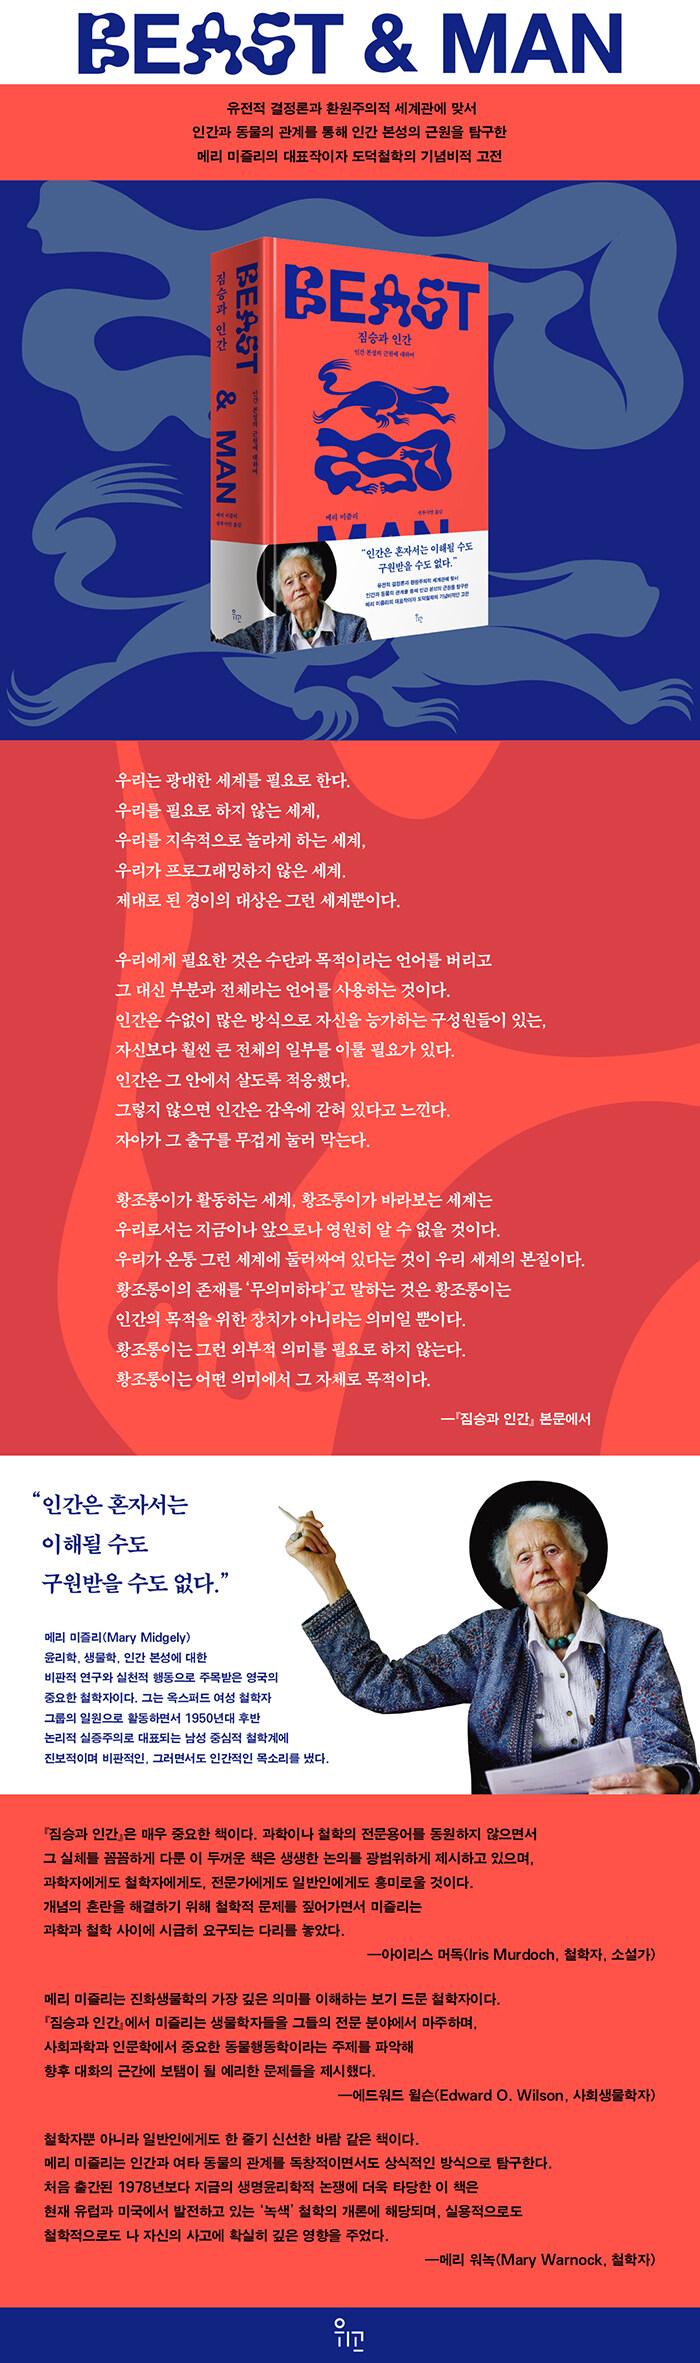 BEAST & MAN
유전적 결정론과 환원주의적 세계관에 맞서
인간과 동물의 관계를 통해 인간 본성의 근원을 탐구한
메리 미즐리의 대표작이자 도덕철학의 기념비적 고전
BEAST & MAN
짐승과 인간
인간 본성의 근원에 대하여
메리 미즐리
BEAST
짐승과 인간
인간 본성의 근원에 대하여
메리 미즐리
MAN
“인간은 혼자서는 이해될 수도
구원받을 수도 없다.”
유전적 결정론과 환원주의적 세계관에 맞서
인간과 동물의 관계를 통해 인간 본성의 근원을 탐구한
메리 미즐리의 대표작이자 도덕철학의 기념비적인 고전
위고
위고
우리는 광대한 세계를 필요로 한다.
우리를 필요로 하지 않는 세계,
우리를 지속적으로 놀라게 하는 세계,
우리가 프로그래밍하지 않은 세계.
제대로 된 경이의 대상은 그런 세계뿐이다.
우리에게 필요한 것은 수단과 목적이라는 언어를 버리고
그 대신 부분과 전체라는 언어를 사용하는 것이다.
인간은 수없이 많은 방식으로 자신을 능가하는 구성원들이 있는,
자신보다 훨씬 큰 전체의 일부를 이룰 필요가 있다.
인간은 그 안에서 살도록 적응했다.
그렇지 않으면 인간은 감옥에 갇혀 있다고 느낀다.
자아가 그 출구를 무겁게 눌러 막는다.
황조롱이가 활동하는 세계, 황조롱이가 바라보는 세계는
우리로서는 지금이나 앞으로나 영원히 알 수 없을 것이다.
우리가 온통 그런 세계에 둘러싸여 있다는 것이 우리 세계의 본질이다.
황조롱이의 존재를 ‘무의미하다’고 말하는 것은 황조롱이는
인간의 목적을 위한 장치가 아니라는 의미일 뿐이다.
황조롱이는 그런 외부적 의미를 필요로 하지 않는다.
황조롱이는 어떤 의미에서 그 자체로 목적이다.
—『짐승과 인간』 본문에서
“인간은 혼자서는
이해될 수도
구원받을 수도 없다.”
메리 미즐리(Mary Midgely)
윤리학, 생물학, 인간 본성에 대한
비판적 연구와 실천적 행동으로 주목받은 영국의
중요한 철학자이다. 그는 옥스퍼드 여성 철학자
그룹의 일원으로 활동하면서 1950년대 후반
논리적 실증주의로 대표되는 남성 중심적 철학계에
진보적이며 비판적인, 그러면서도 인간적인 목소리를 냈다.
『짐승과 인간』은 매우 중요한 책이다. 과학이나 철학의 전문용어를 동원하지 않으면서
그 실체를 꼼꼼하게 다룬 이 두꺼운 책은 생생한 논의를 광범위하게 제시하고 있으며,
과학자에게도 철학자에게도, 전문가에게도 일반인에게도 흥미로울 것이다.
개념의 혼란을 해결하기 위해 철학적 문제를 짚어가면서 미즐리는
과학과 철학 사이에 시급히 요구되는 다리를 놓았다.
—아이리스 머독(Iris Murdoch, 철학자, 소설가)
메리 미즐리는 진화생물학의 가장 깊은 의미를 이해하는 보기 드문 철학자이다.
『짐승과 인간』에서 미즐리는 생물학자들을 그들의 전문 분야에서 마주하며,
사회과학과 인문학에서 중요한 동물행동학이라는 주제를 파악해
향후 대화의 근간에 보탬이 될 예리한 문제들을 제시했다.
—에드워드 윌슨(Edward O. Wilson, 사회생물학자)
철학자뿐 아니라 일반인에게도 한 줄기 신선한 바람 같은 책이다.
메리 미즐리는 인간과 여타 동물의 관계를 독창적이면서도 상식적인 방식으로 탐구한다.
처음 출간된 1978년보다 지금의 생명윤리학적 논쟁에 더욱 타당한 이 책은
현재 유럽과 미국에서 발전하고 있는 ‘녹색’ 철학의 개론에 해당되며, 실용적으로도
철학적으로도 나 자신의 사고에 확실히 깊은 영향을 주었다.
—메리 워녹(Mary Warnock, 철학자)
위고